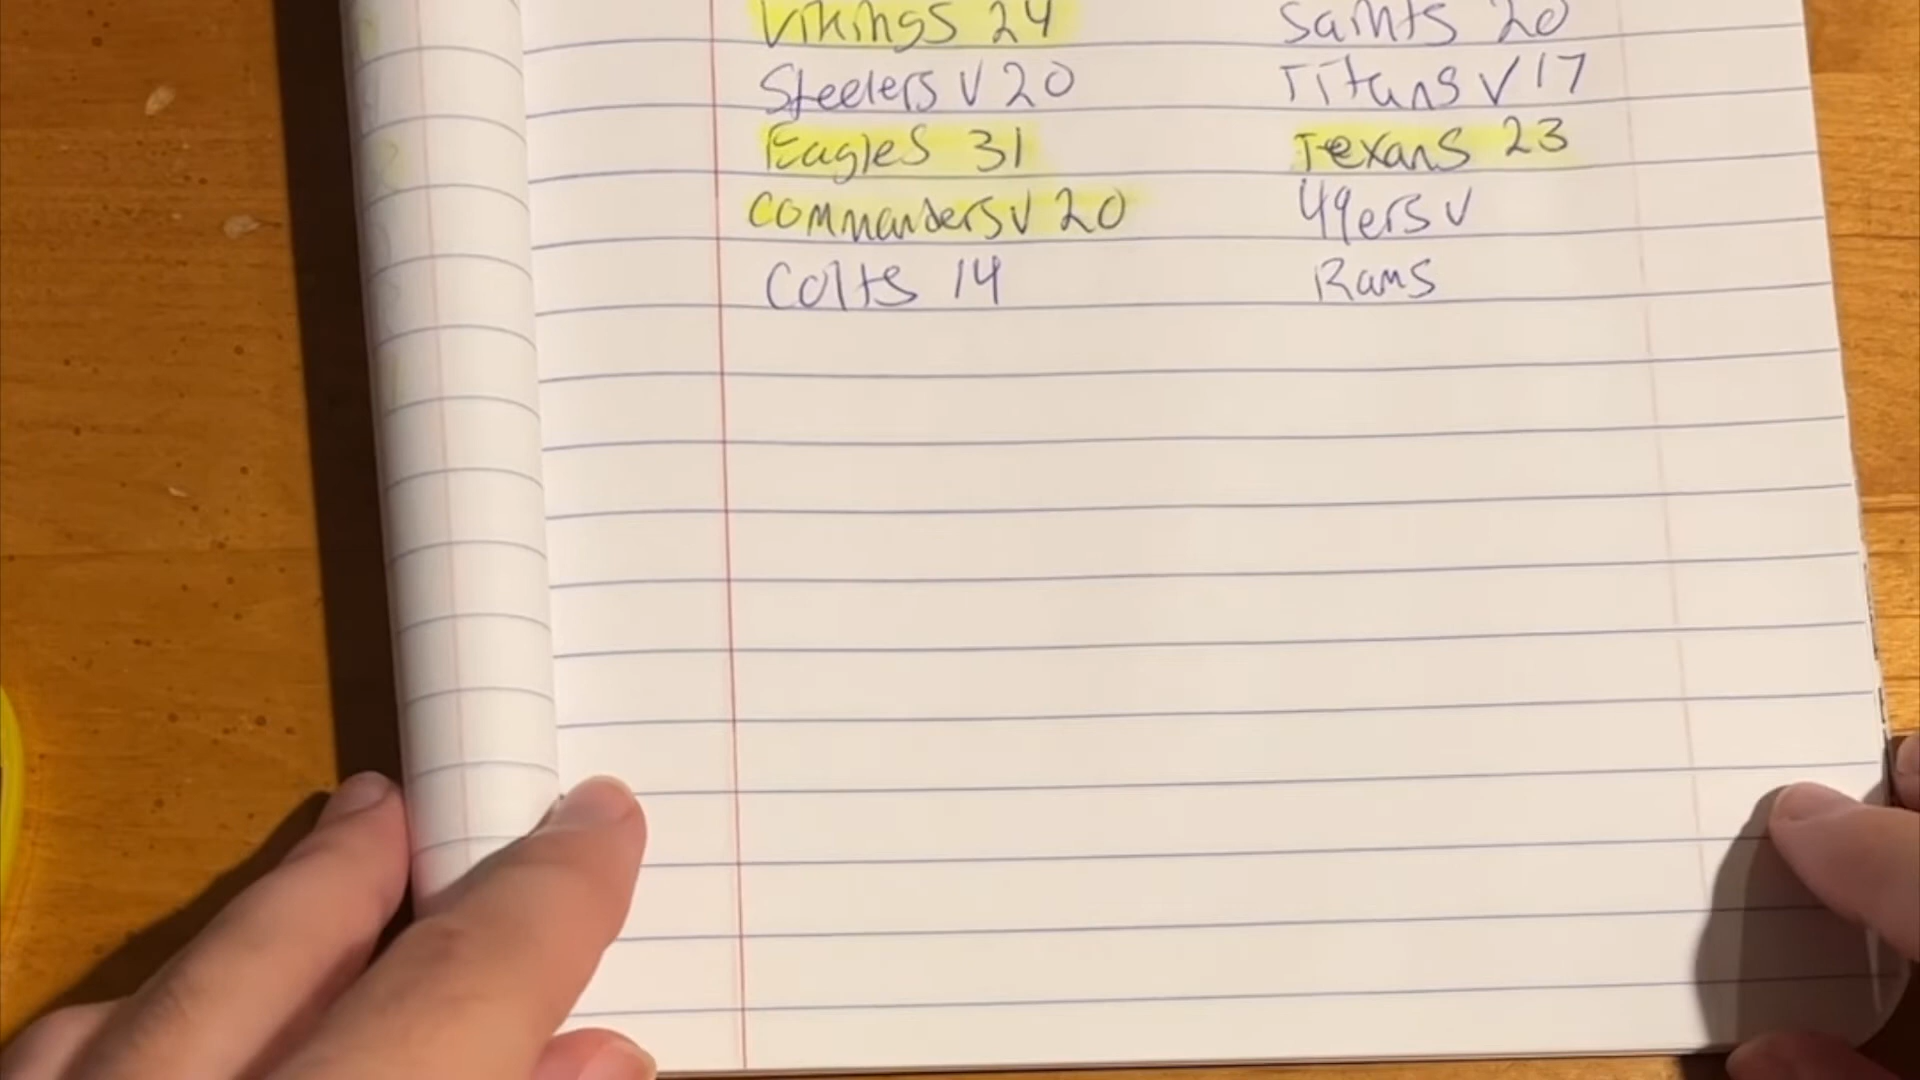 Vikings 24 Saints 20
Steelers v 20 Titans v 17
Eagles 31 Texans 23
Commanders v 20 49ers v
Colts 14 Rams